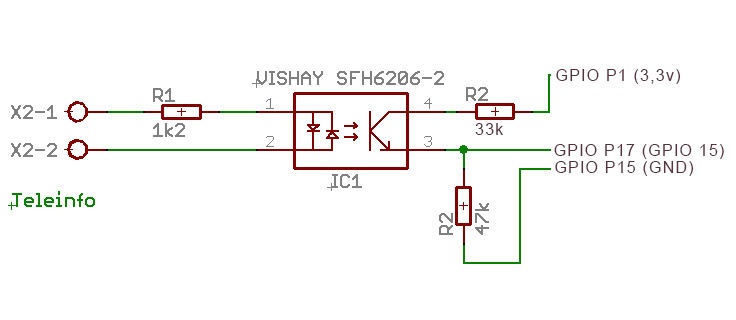 VISHAY SFH6206-2
GPIO P1 (3,3v)
R1
R2
X2-1
1
4
1k2
33k
X2-2
2
3
GPIO P17 (GPIO 15)
GPIO P15 (GND)
IC1
Teleinfo
R2
47k